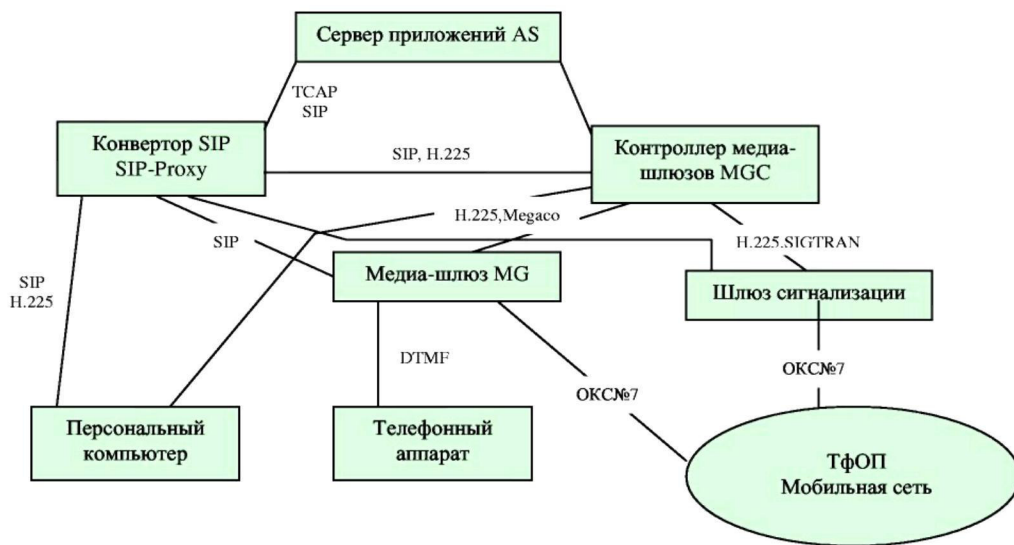 Сервер приложений AS
TCAP
SIP
Конвертор SIP
SIP-Proxy
SIP, H.225
Контроллер медиа-
шлюзов MGC
H.225,Megaco
SIP
H.225.SIGTRAN
Медиа-шлюз MG
SIP
H.225
Шлюз сигнализации
DTMF
ОКС№7
ОКС№7
Персональный
компьютер
Телефонный
аппарат
ТфОП
Мобильная сеть